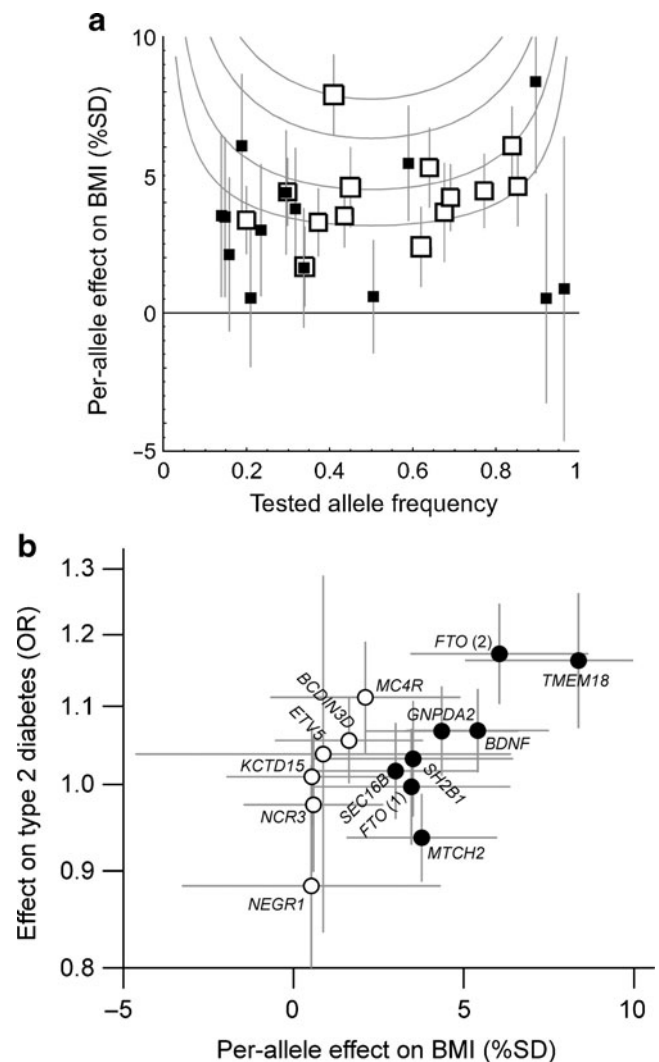 a
Per-allele effect on BMI (%SD)
10
5
0
−5
0 0.2 0.4 0.6 0.8 1
Tested allele frequency
b
Effect on type 2 diabetes (OR)
1.3
1.2
1.1
1.0
0.9
0.8
FTO (2)
TMEM18
MC4R
BCDIN3D
GNPDA2
ETV5
BDNF
KCTD15
SEC16B
SH2B1
FTO (1)
NCR3
MTCH2
NEGR1
−5 0 5 10
Per-allele effect on BMI (%SD)